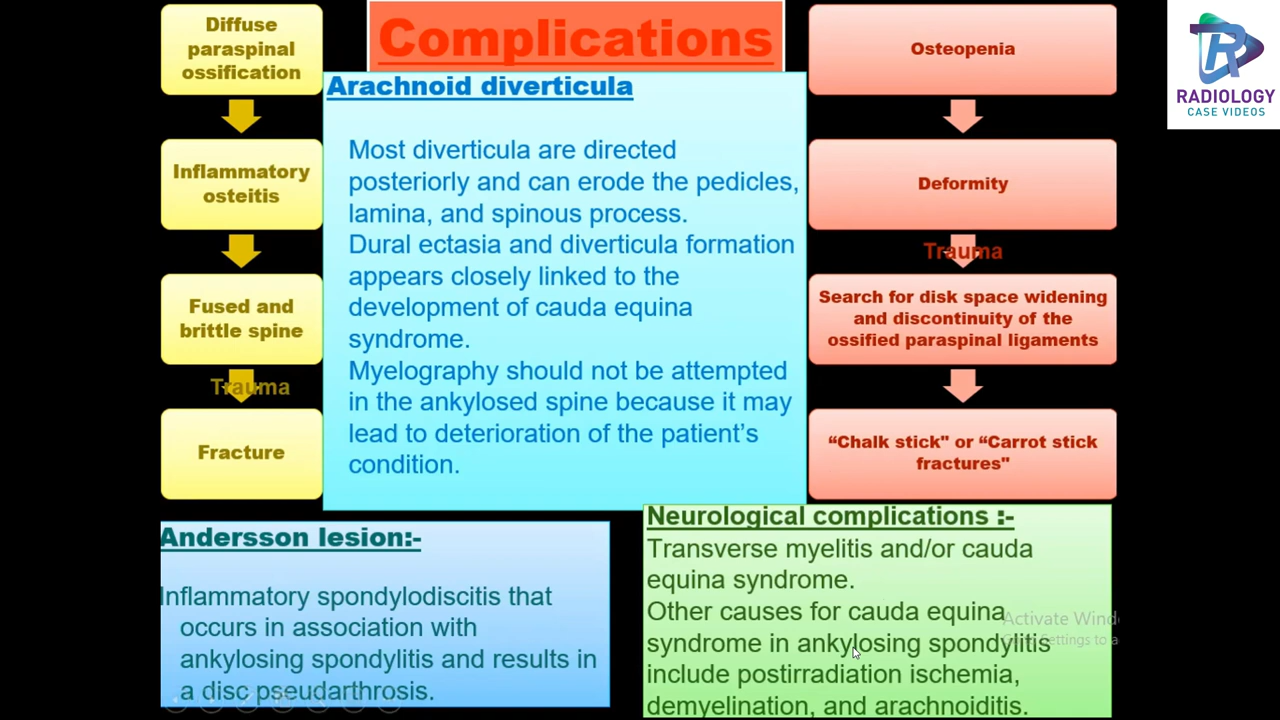 Complications
Diffuse
paraspinal
ossification
Inflammatory
osteitis
Fused and
brittle spine
Trauma
Fracture
Arachnoid diverticula
Most diverticula are directed
posteriorly and can erode the pedicles,
lamina, and spinous process.
Dural ectasia and diverticula formation
appears closely linked to the
development of cauda equina
syndrome.
Myelography should not be attempted
in the ankylosed spine because it may
lead to deterioration of the patient’s
condition.
Osteopenia
Deformity
Trauma
Search for disk space widening
and discontinuity of the
ossified paraspinal ligaments
“Chalk stick" or “Carrot stick
fractures"
Andersson lesion:-
Inflammatory spondylodiscitis that
occurs in association with
ankylosing spondylitis and results in
a disc pseudarthrosis.
Neurological complications :-
Transverse myelitis and/or cauda
equina syndrome.
Other causes for cauda equina
syndrome in ankylosing spondylitis
include postirradiation ischemia,
demyelination, and arachnoiditis.
Activate Wind
Settings to a
RADIOLOGY
CASE VIDEOS